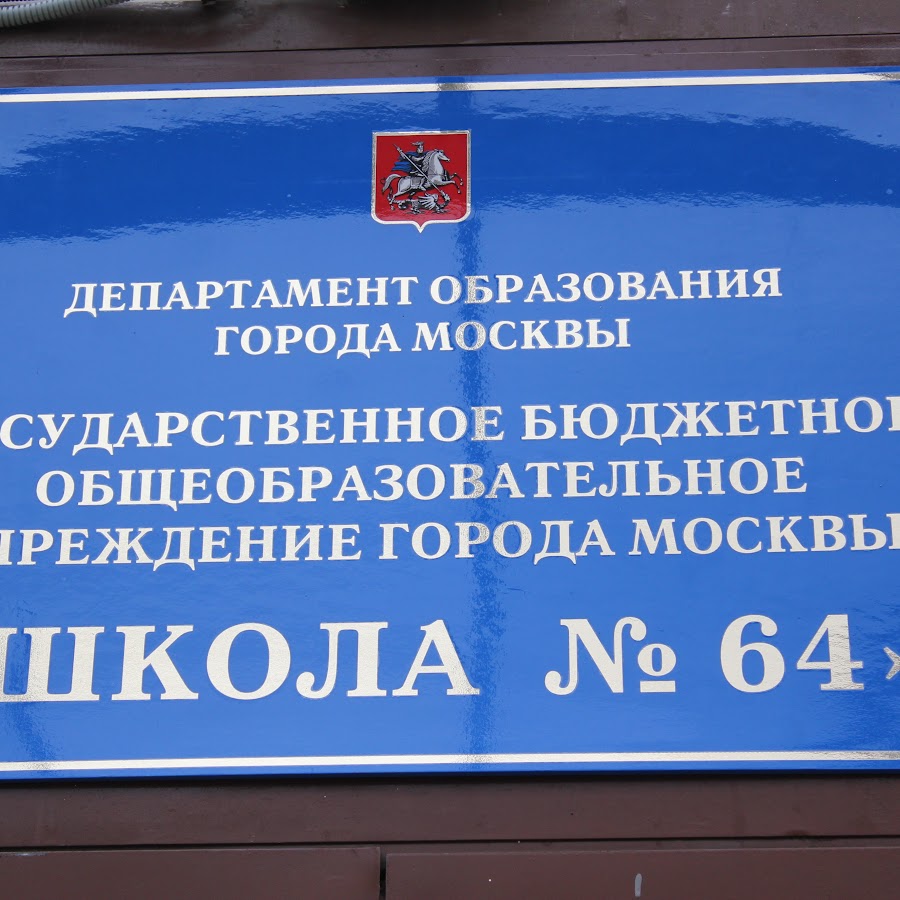 ДЕПАРТАМЕНТ ОБРАЗОВАНИЯ
ГОРОДА МОСКВЫ
СУДАРСТВЕННОЕ БЮДЖЕТНО
ОБЩЕОБРАЗОВАТЕЛЬНОЕ
РЕЖДЕНИЕ ГОРОДА МОСКВЫ
ШКОЛА № 64»